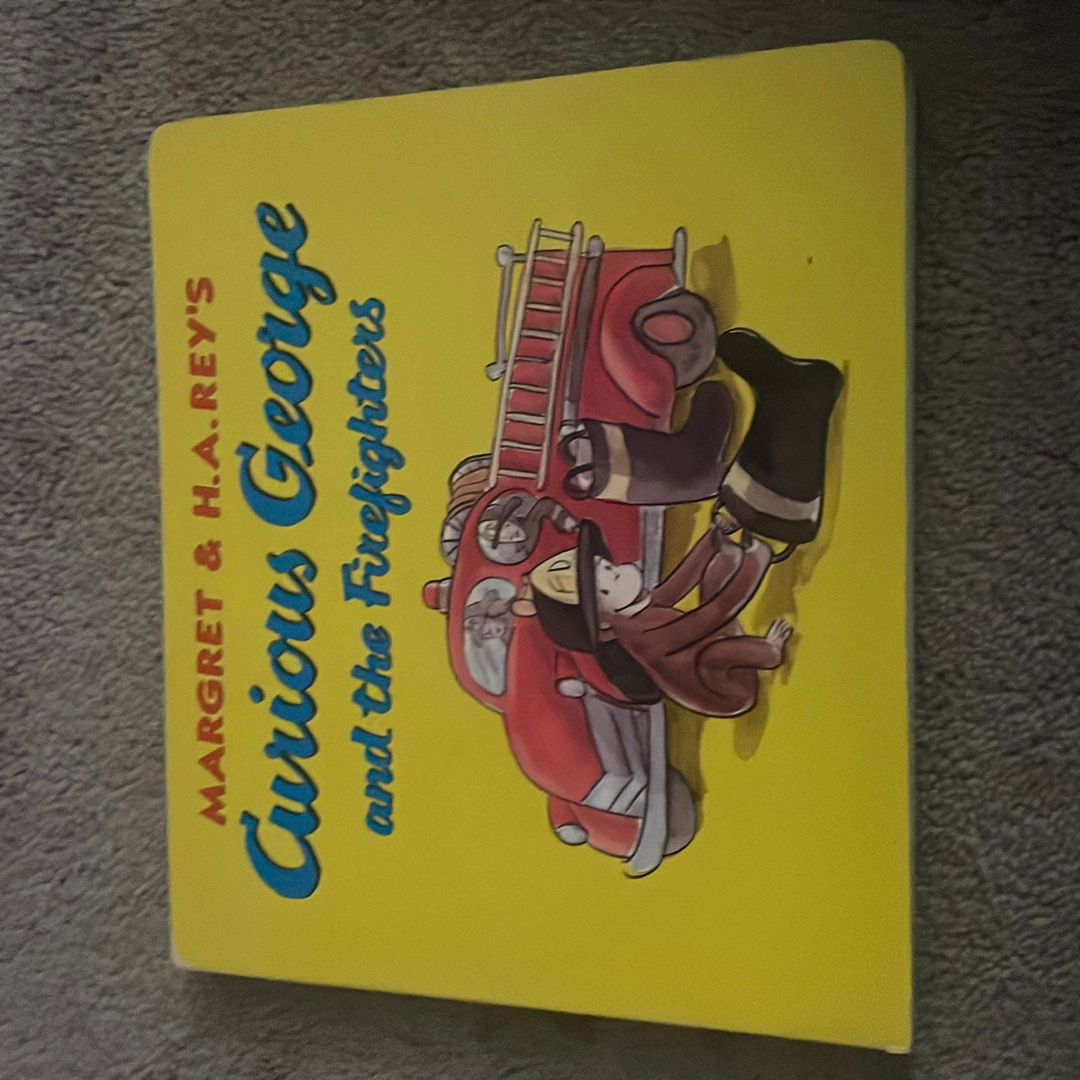 MARGRET & H.A.REY'S
Curious George
and the Firefighters